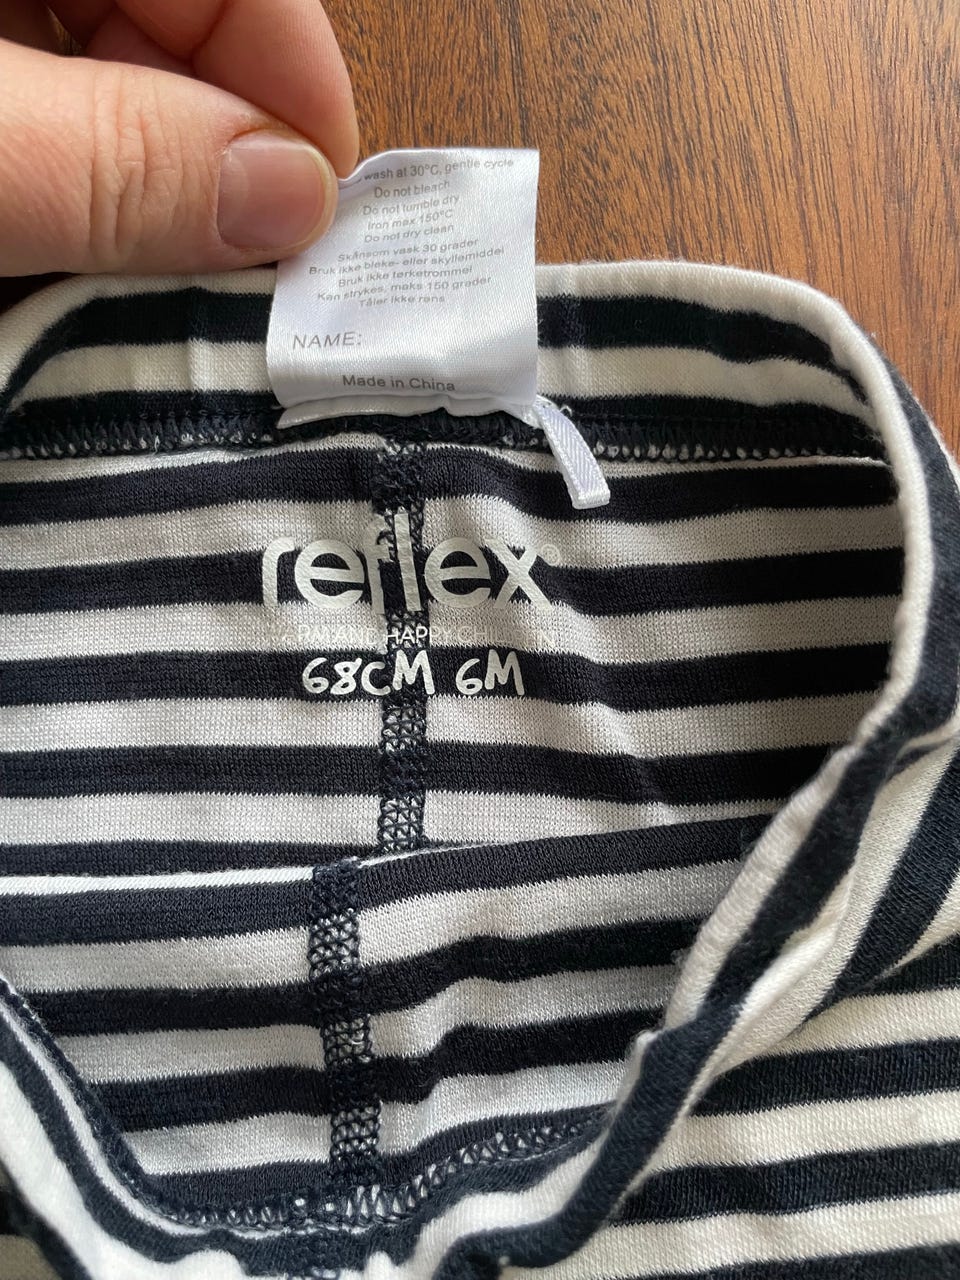 wash at 30°C, gentle cycle
Do not bleach
Do not tumble dry
Iron max 150°C
Do not dry clean
Skånsom vask 30 grader
Bruk ikke bleke- eller skyllemiddel
Bruk ikke tørketrommel
Kan strykes, maks 150 grader
Tåler ikke rens
NAME:
Made in China
reflex®
AND HAPPY
68CM 6M